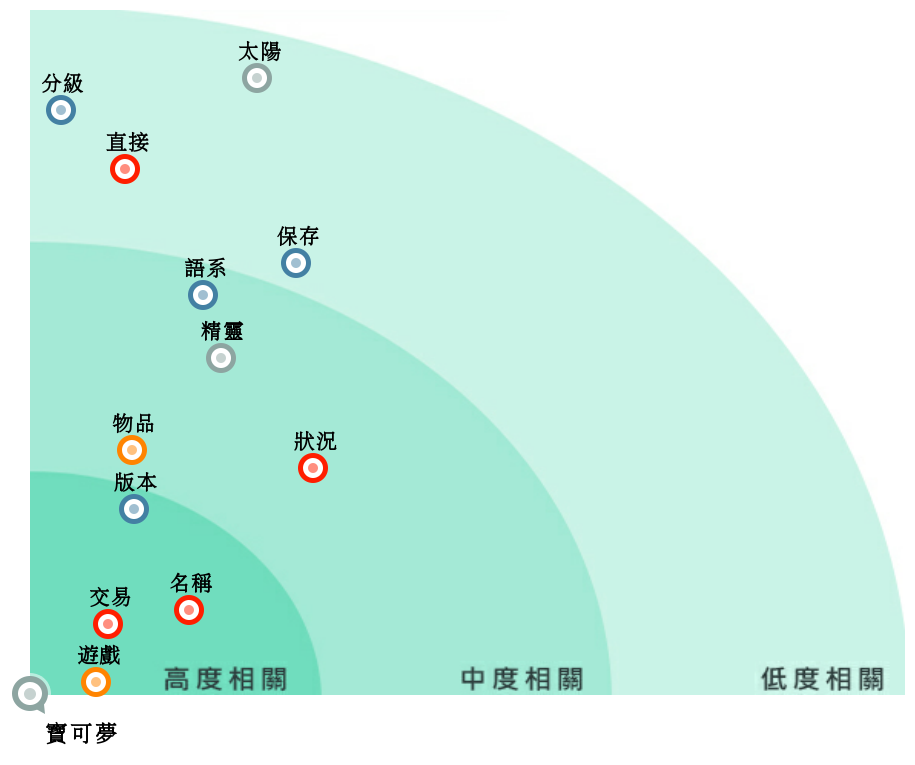 太陽
分級
直接
保存
語系
精靈
物品
狀況
版本
名稱
交易
遊戲
高度相關
中度相關
低度相關
寶可夢